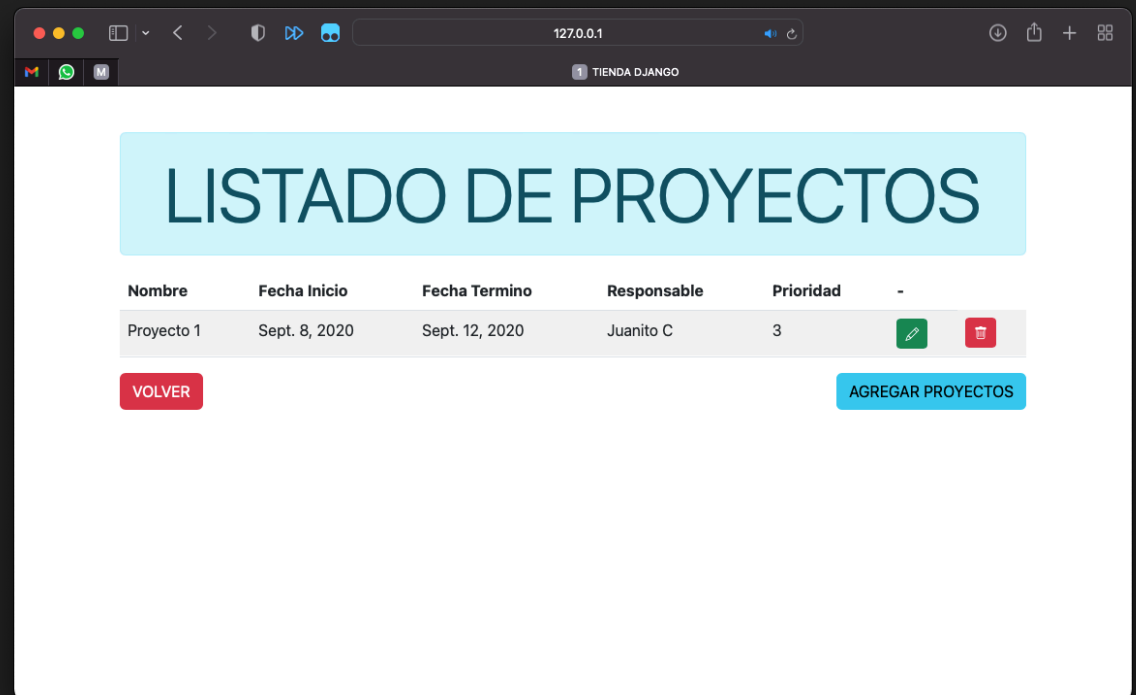 127.0.0.1
M 1 TIENDA DJANGO
LISTADO DE PROYECTOS
Nombre Fecha Inicio Fecha Termino Responsable Prioridad -
Proyecto 1 Sept. 8, 2020 Sept. 12, 2020 Juanito C 3
VOLVER AGREGAR PROYECTOS